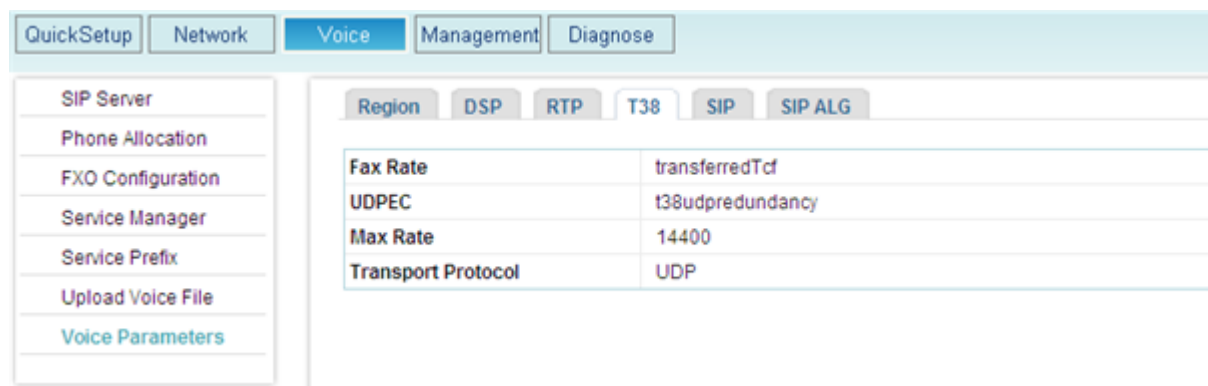 QuickSetup Network Voice Management Diagnose
SIP Server
Phone Allocation
FXO Configuration
Service Manager
Service Prefix
Upload Voice File
Voice Parameters
Region DSP RTP T38 SIP SIP ALG
Fax Rate transferredTcf
UDPEC t38udpredundancy
Max Rate 14400
Transport Protocol UDP